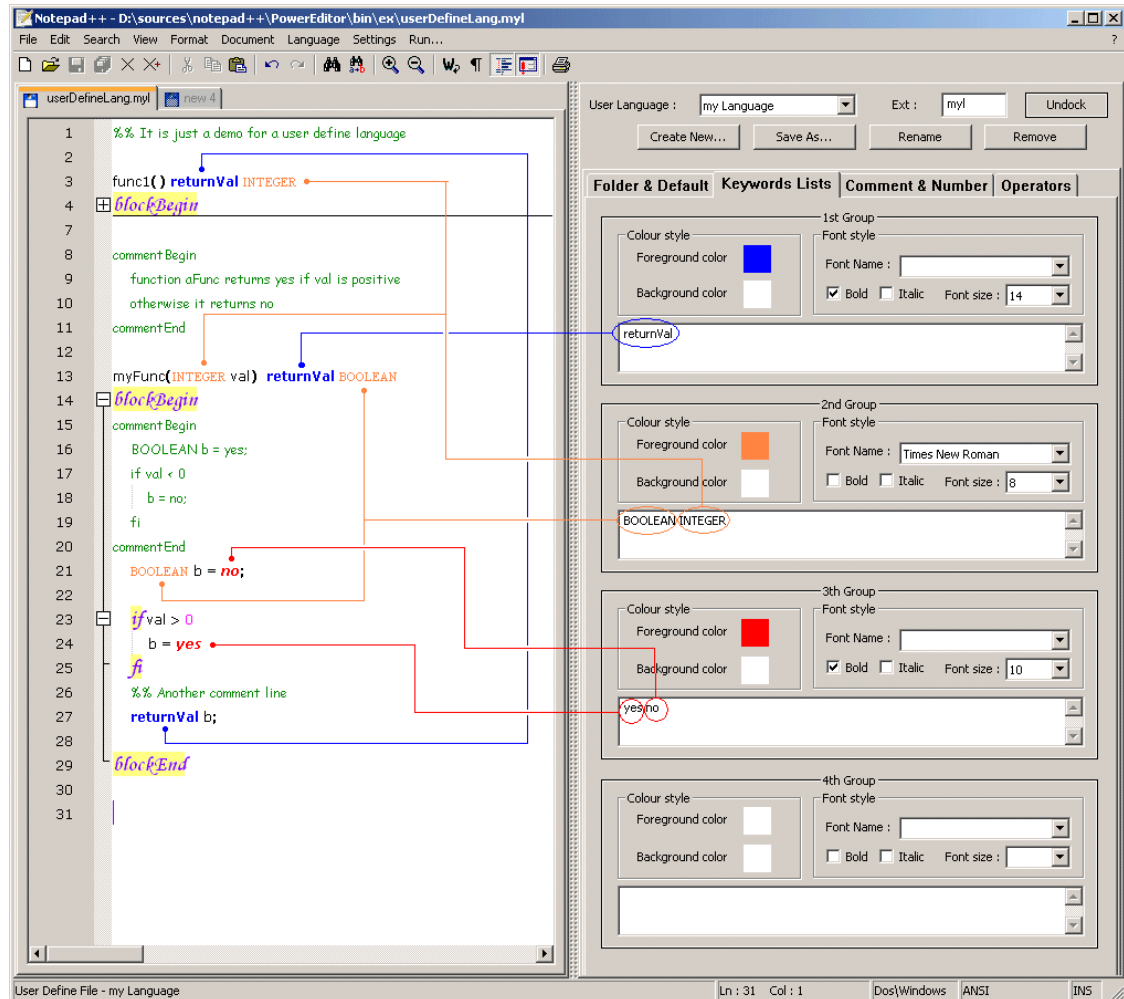 Notepad++ - D:\sources\notepad++\PowerEditor\bin\ex\userDefineLang.myl
File Edit Search View Format Document Language Settings Run... ?
userDefineLang.myl new 4
1 %% It is just a demo for a user define language
2
3 func1() returnVal INTEGER
4 blockBegin
7
8 commentBegin
9 function aFunc returns yes if val is positive
10 otherwise it returns no
11 commentEnd
12
13 myFunc(INTEGER val) returnVal BOOLEAN
14 blockBegin
15 commentBegin
16 BOOLEAN b = yes;
17 if val < 0
18 b = no;
19 fi
20 commentEnd
21 BOOLEAN b = no;
22
23 if val > 0
24 b = yes
25 fi
26 %% Another comment line
27 returnVal b;
28
29 blockEnd
30
31
User Language : my Language Ext : myl Undock
Create New... Save As... Rename Remove
Folder & Default Keywords Lists Comment & Number Operators
1st Group
Colour style Font style
Foreground color Font Name :
Background color Bold Italic Font size : 14
returnVal
2nd Group
Colour style Font style
Foreground color Font Name : Times New Roman
Background color Bold Italic Font size : 8
BOOLEAN INTEGER
3th Group
Colour style Font style
Foreground color Font Name :
Background color Bold Italic Font size : 10
yes no
4th Group
Colour style Font style
Foreground color Font Name :
Background color Bold Italic Font size :
User Define File - my Language Ln : 31 Col : 1 Dos\Windows ANSI INS